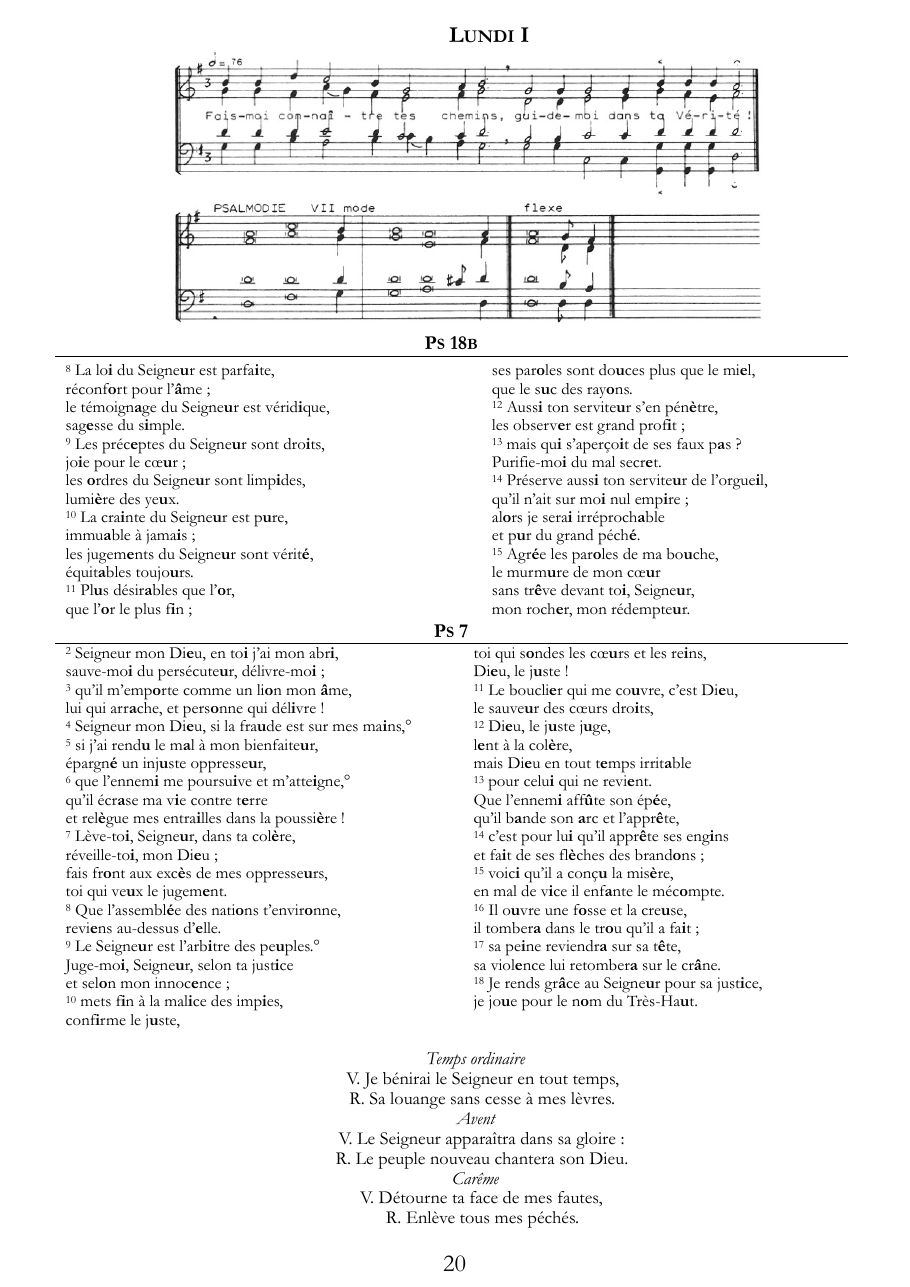 LUNDI I
= 76
Fais-moi con-naî - tre tes chemins, gui-de-moi dans ta Vé-ri-té !
PSALMODIE VII mode flexe
PS 18B
8 La loi du Seigneur est parfaite,
réconfort pour l’âme ;
le témoignage du Seigneur est véridique,
sagesse du simple.
9 Les préceptes du Seigneur sont droits,
joie pour le cœur ;
les ordres du Seigneur sont limpides,
lumière des yeux.
10 La crainte du Seigneur est pure,
immuable à jamais ;
les jugements du Seigneur sont vérité,
équitables toujours.
11 Plus désirables que l’or,
que l’or le plus fin ;
ses paroles sont douces plus que le miel,
que le suc des rayons.
12 Aussi ton serviteur s’en pénètre,
les observer est grand profit ;
13 mais qui s’aperçoit de ses faux pas ?
Purifie-moi du mal secret.
14 Préserve aussi ton serviteur de l’orgueil,
qu’il n’ait sur moi nul empire ;
alors je serai irréprochable
et pur du grand péché.
15 Agrée les paroles de ma bouche,
le murmure de mon cœur
sans trêve devant toi, Seigneur,
mon rocher, mon rédempteur.
PS 7
2 Seigneur mon Dieu, en toi j’ai mon abri,
sauve-moi du persécuteur, délivre-moi ;
3 qu’il m’emporte comme un lion mon âme,
lui qui arrache, et personne qui délivre !
4 Seigneur mon Dieu, si la fraude est sur mes mains,°
5 si j’ai rendu le mal à mon bienfaiteur,
épargné un injuste oppresseur,
6 que l’ennemi me poursuive et m’atteigne,°
qu’il écrase ma vie contre terre
et relègue mes entrailles dans la poussière !
7 Lève-toi, Seigneur, dans ta colère,
réveille-toi, mon Dieu ;
fais front aux excès de mes oppresseurs,
toi qui veux le jugement.
8 Que l’assemblée des nations t’environne,
reviens au-dessus d’elle.
9 Le Seigneur est l’arbitre des peuples.°
Juge-moi, Seigneur, selon ta justice
et selon mon innocence ;
10 mets fin à la malice des impies,
confirme le juste,
toi qui sondes les cœurs et les reins,
Dieu, le juste !
11 Le bouclier qui me couvre, c’est Dieu,
le sauveur des cœurs droits,
12 Dieu, le juste juge,
lent à la colère,
mais Dieu en tout temps irritable
13 pour celui qui ne revient.
Que l’ennemi affûte son épée,
qu’il bande son arc et l’apprête,
14 c’est pour lui qu’il apprête ses engins
et fait de ses flèches des brandons ;
15 voici qu’il a conçu la misère,
en mal de vice il enfante le mécompte.
16 Il ouvre une fosse et la creuse,
il tombera dans le trou qu’il a fait ;
17 sa peine reviendra sur sa tête,
sa violence lui retombera sur le crâne.
18 Je rends grâce au Seigneur pour sa justice,
je joue pour le nom du Très-Haut.
Temps ordinaire
V. Je bénirai le Seigneur en tout temps,
R. Sa louange sans cesse à mes lèvres.
Avent
V. Le Seigneur apparaîtra dans sa gloire :
R. Le peuple nouveau chantera son Dieu.
Carême
V. Détourne ta face de mes fautes,
R. Enlève tous mes péchés.
20